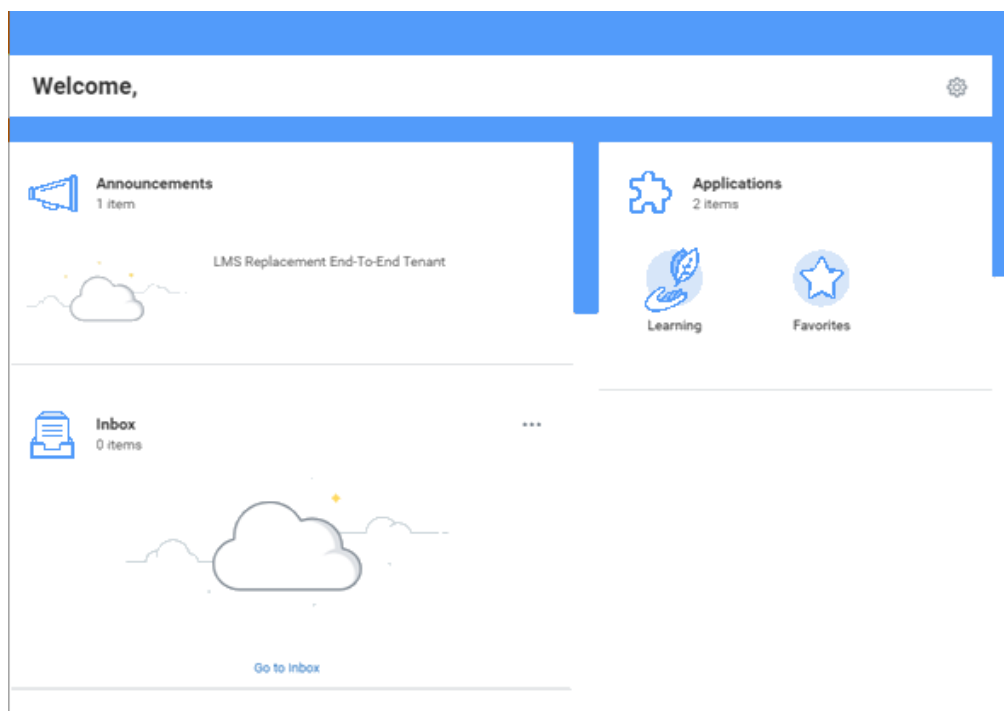 Welcome,
Announcements
1 item
LMS Replacement End-To-End Tenant
Applications
2 items
Learning
Favorites
Inbox
0 items
Go to Inbox